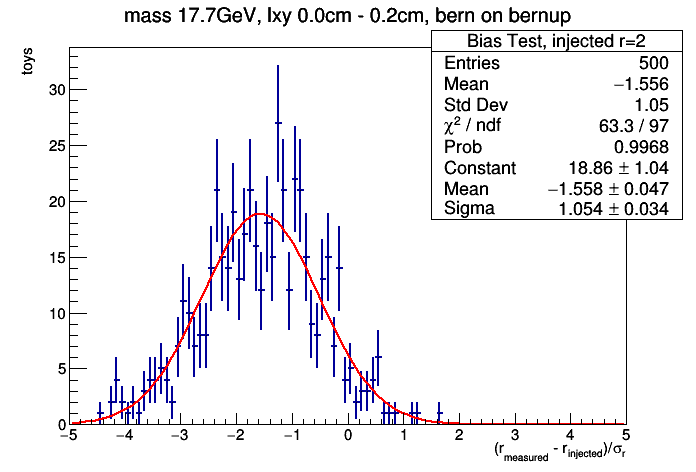 mass 17.7GeV, lxy 0.0cm - 0.2cm, bern on bernup
Bias Test, injected r=2
Entries 500
Mean −1.556
Std Dev 1.05
χ² / ndf 63.3 / 97
Prob 0.9968
Constant 18.86 ± 1.04
Mean −1.558 ± 0.047
Sigma 1.054 ± 0.034
toys
30
25
20
15
10
5
0
−5 −4 −3 −2 −1 0 1 2 3 4 5
(r_measured - r_injected)/σ_r